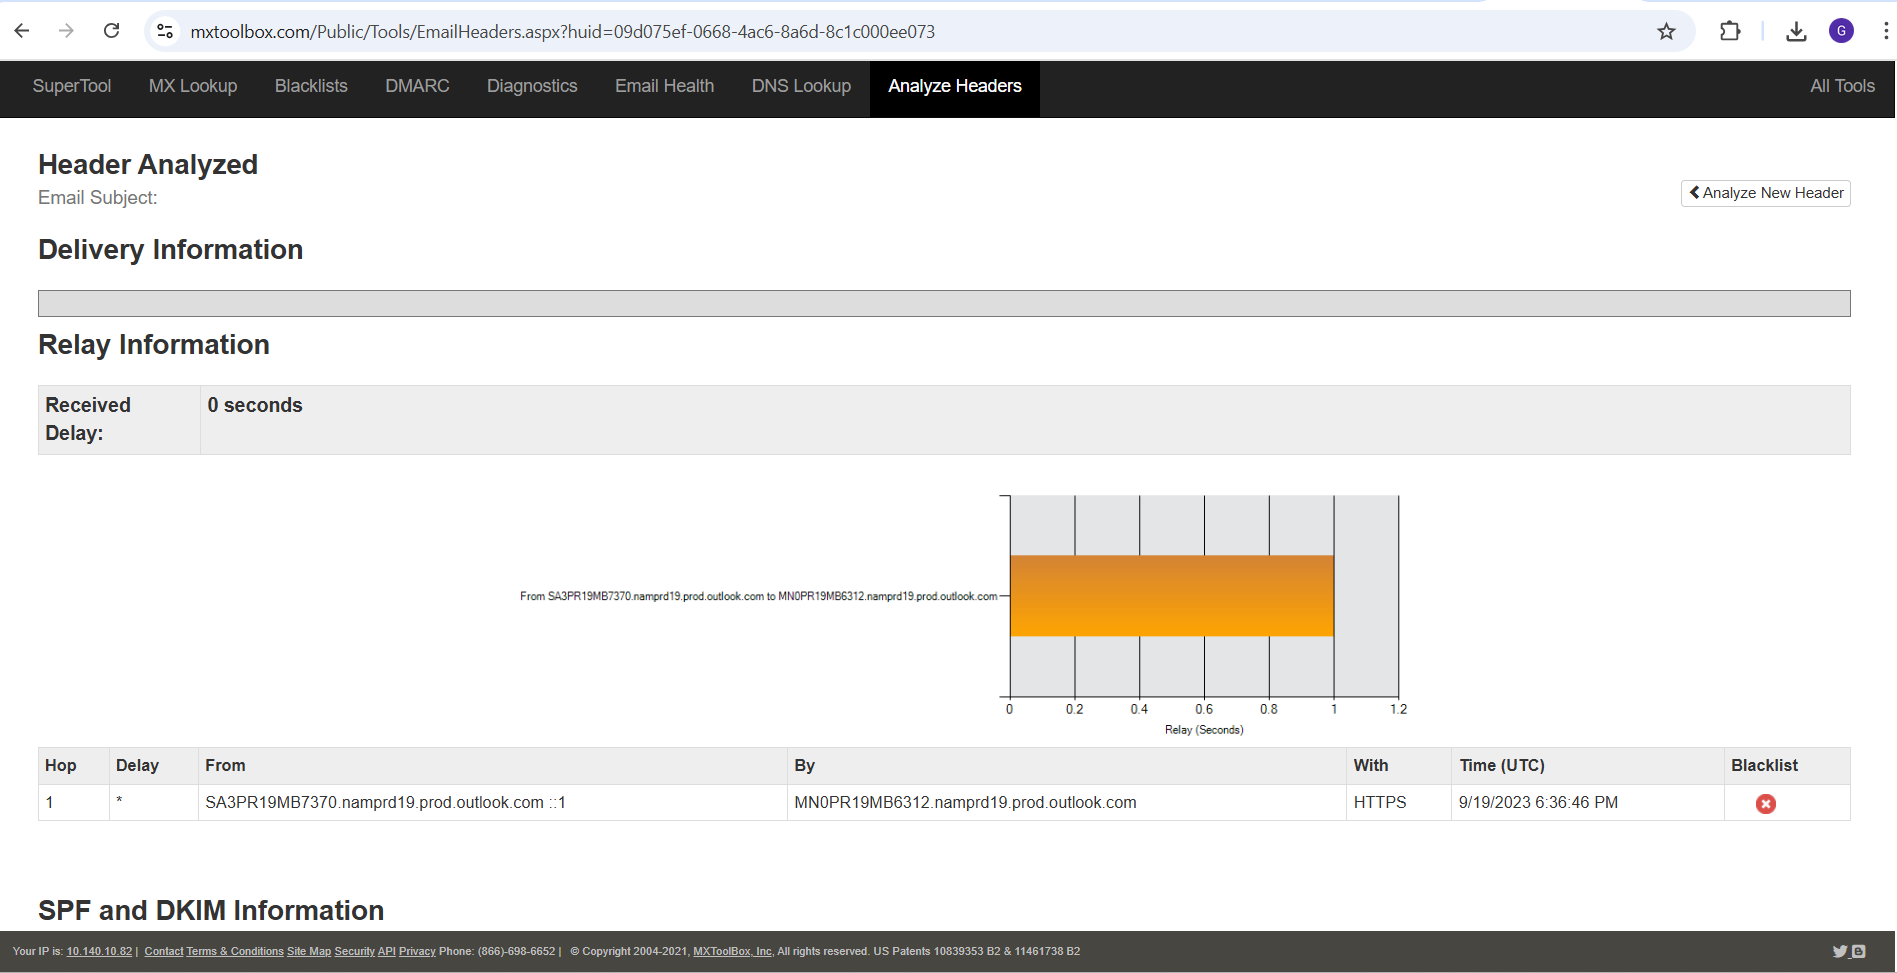 mxtoolbox.com/Public/Tools/EmailHeaders.aspx?huid=09d075ef-0668-4ac6-8a6d-8c1c000ee073
G
SuperTool MX Lookup Blacklists DMARC Diagnostics Email Health DNS Lookup Analyze Headers All Tools
Header Analyzed
Email Subject:
Analyze New Header
Delivery Information
Relay Information
Received Delay: 0 seconds
From SA3PR19MB7370.namprd19.prod.outlook.com to MN0PR19MB6312.namprd19.prod.outlook.com
0 0.2 0.4 0.6 0.8 1 1.2
Relay (Seconds)
Hop Delay From By With Time (UTC) Blacklist
1 * SA3PR19MB7370.namprd19.prod.outlook.com ::1 MN0PR19MB6312.namprd19.prod.outlook.com HTTPS 9/19/2023 6:36:46 PM
SPF and DKIM Information
Your IP is: 10.140.10.82 | Contact Terms & Conditions Site Map Security API Privacy Phone: (866)-698-6652 | © Copyright 2004-2021, MXToolBox, Inc, All rights reserved. US Patents 10839353 B2 & 11461738 B2